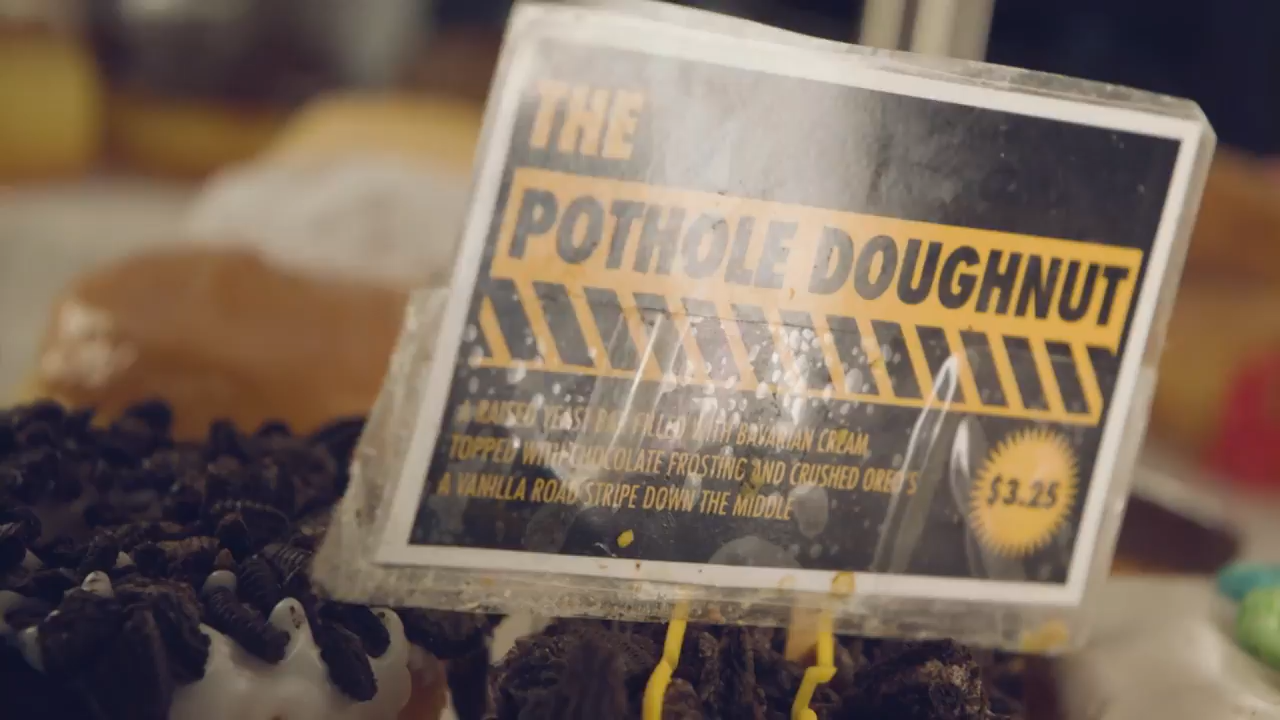 THE
POTHOLE DOUGHNUT
A RAISED YEAST BAR FILLED WITH BAVARIAN CREAM,
TOPPED WITH CHOCOLATE FROSTING AND CRUSHED OREO'S
A VANILLA ROAD STRIPE DOWN THE MIDDLE
$3.25